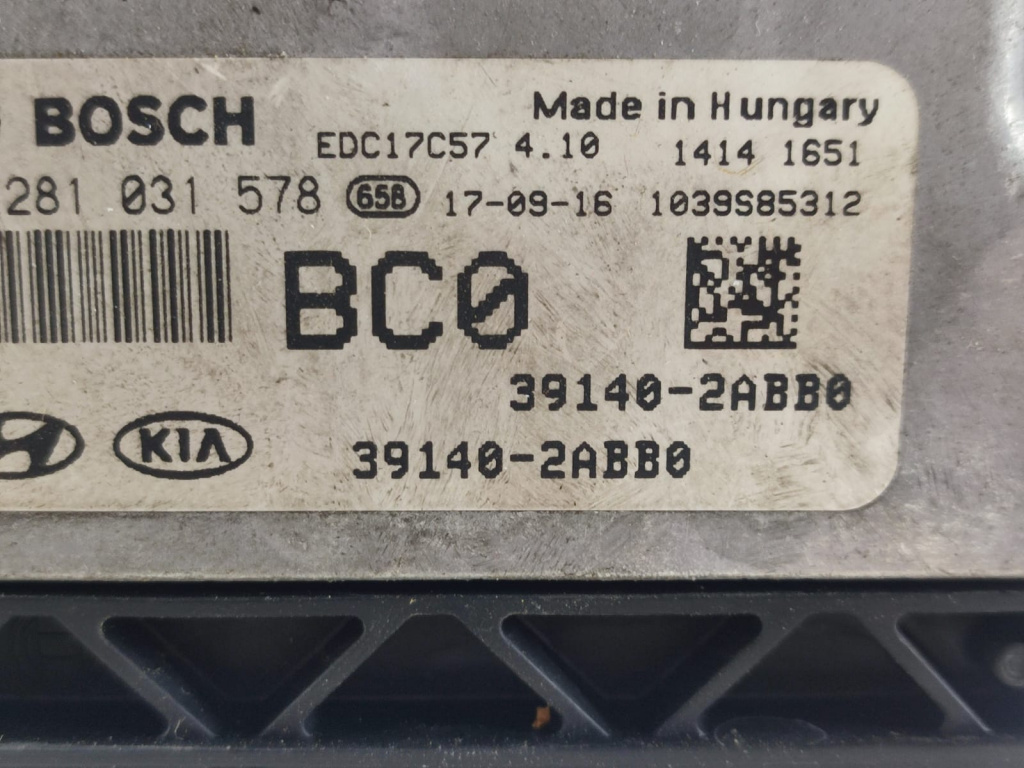 BOSCH
Made in Hungary
EDC17C57 4.10 1414 1651
281 031 578 65B 17-09-16 1039S85312
BC0
39140-2ABB0
KIA 39140-2ABB0